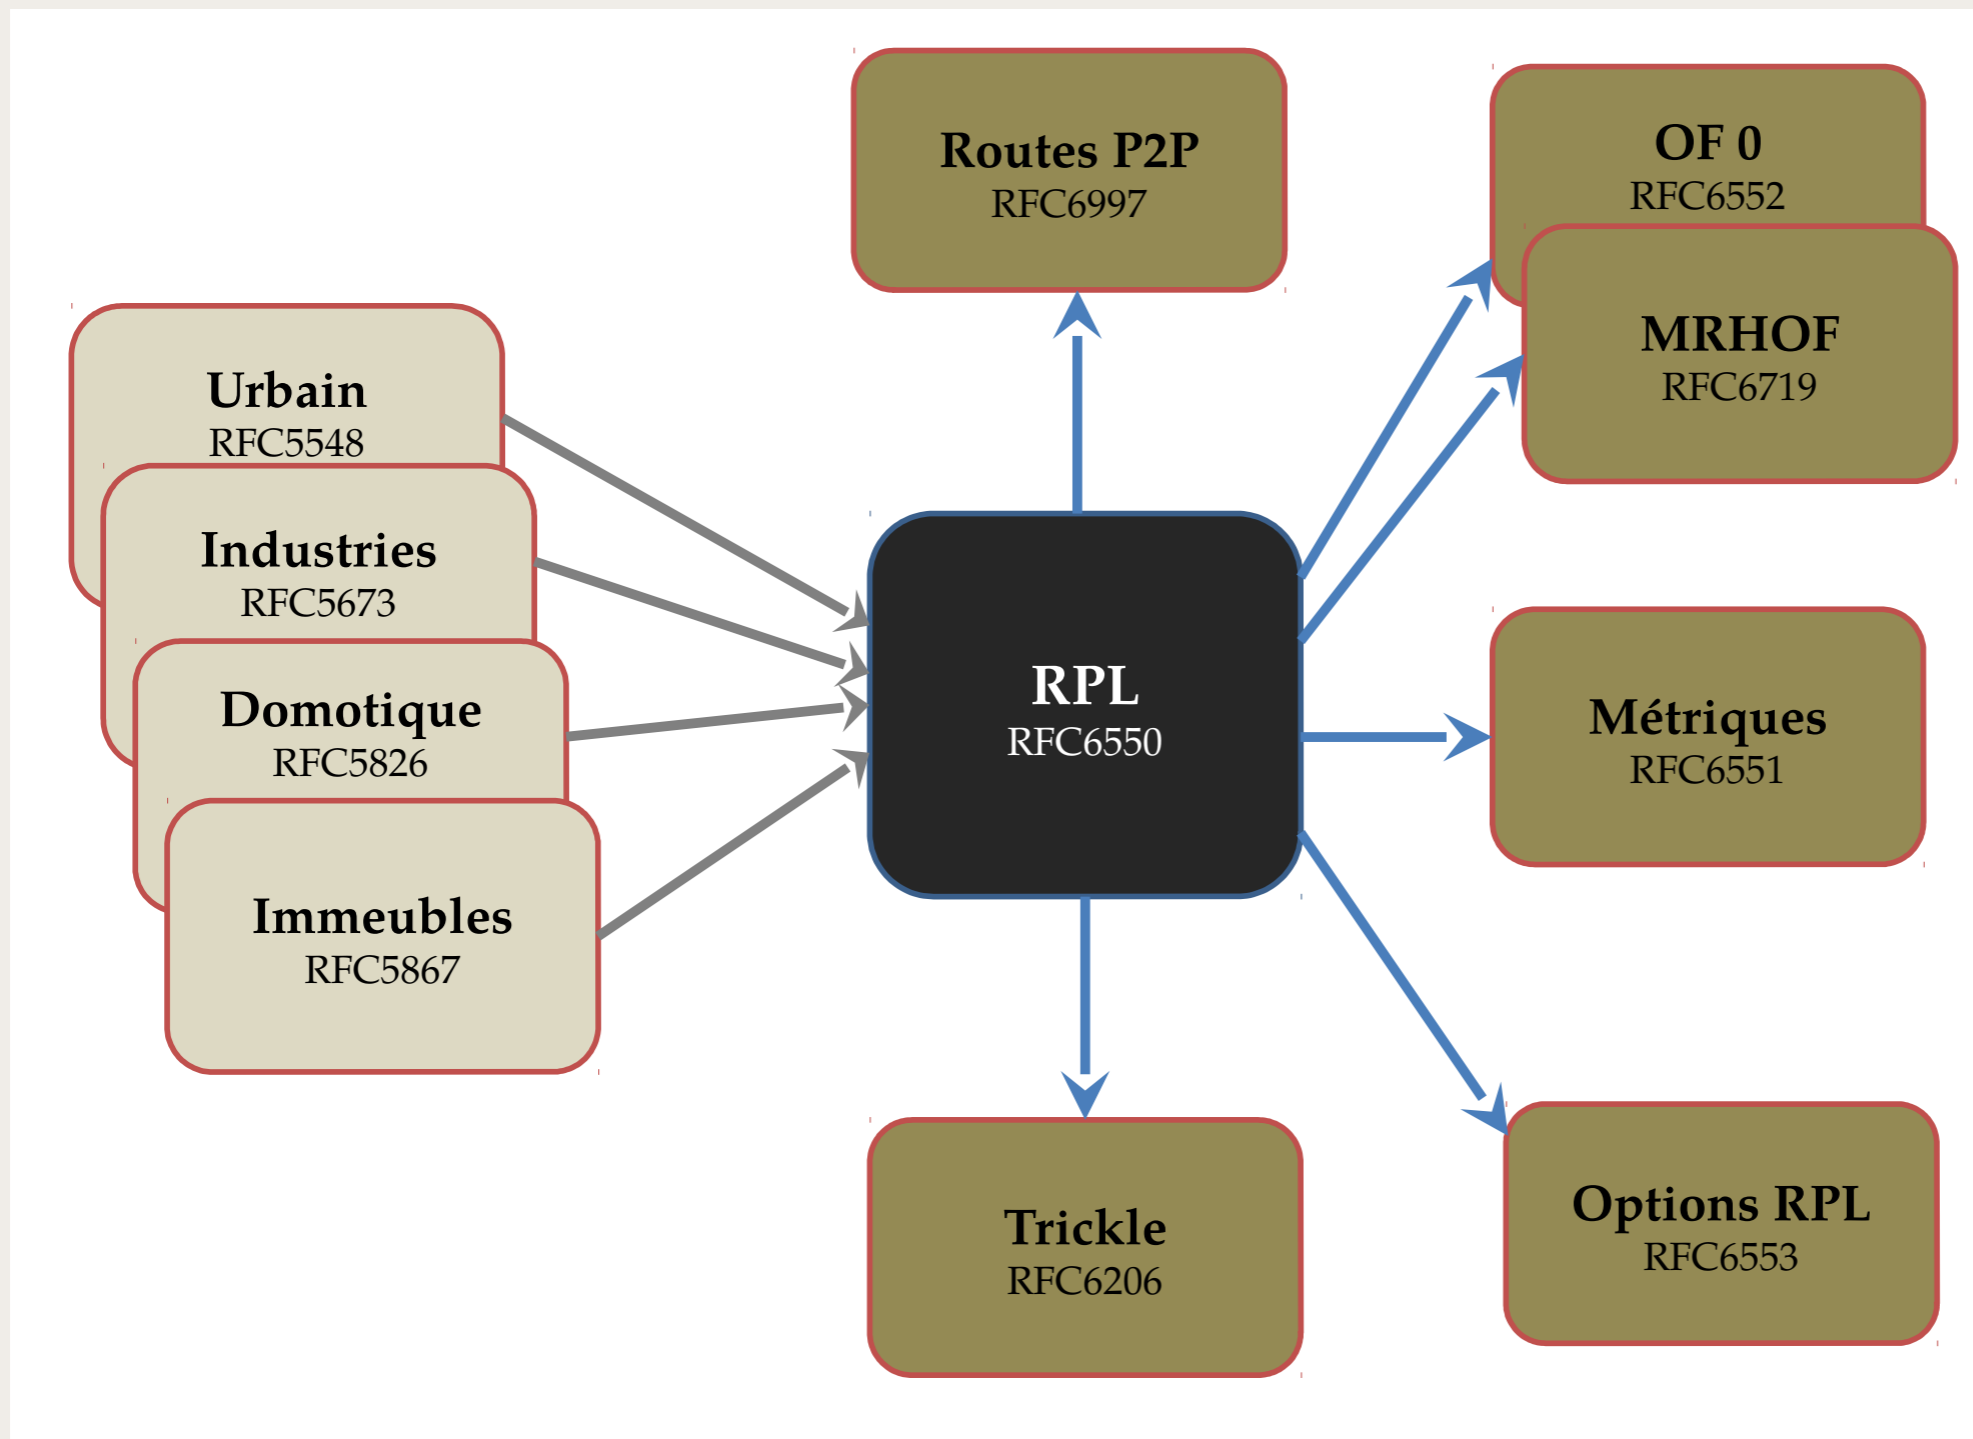 Routes P2P
RFC6997
OF 0
RFC6552
MRHOF
RFC6719
Urbain
RFC5548
Industries
RFC5673
Domotique
RFC5826
Immeubles
RFC5867
RPL
RFC6550
Métriques
RFC6551
Trickle
RFC6206
Options RPL
RFC6553